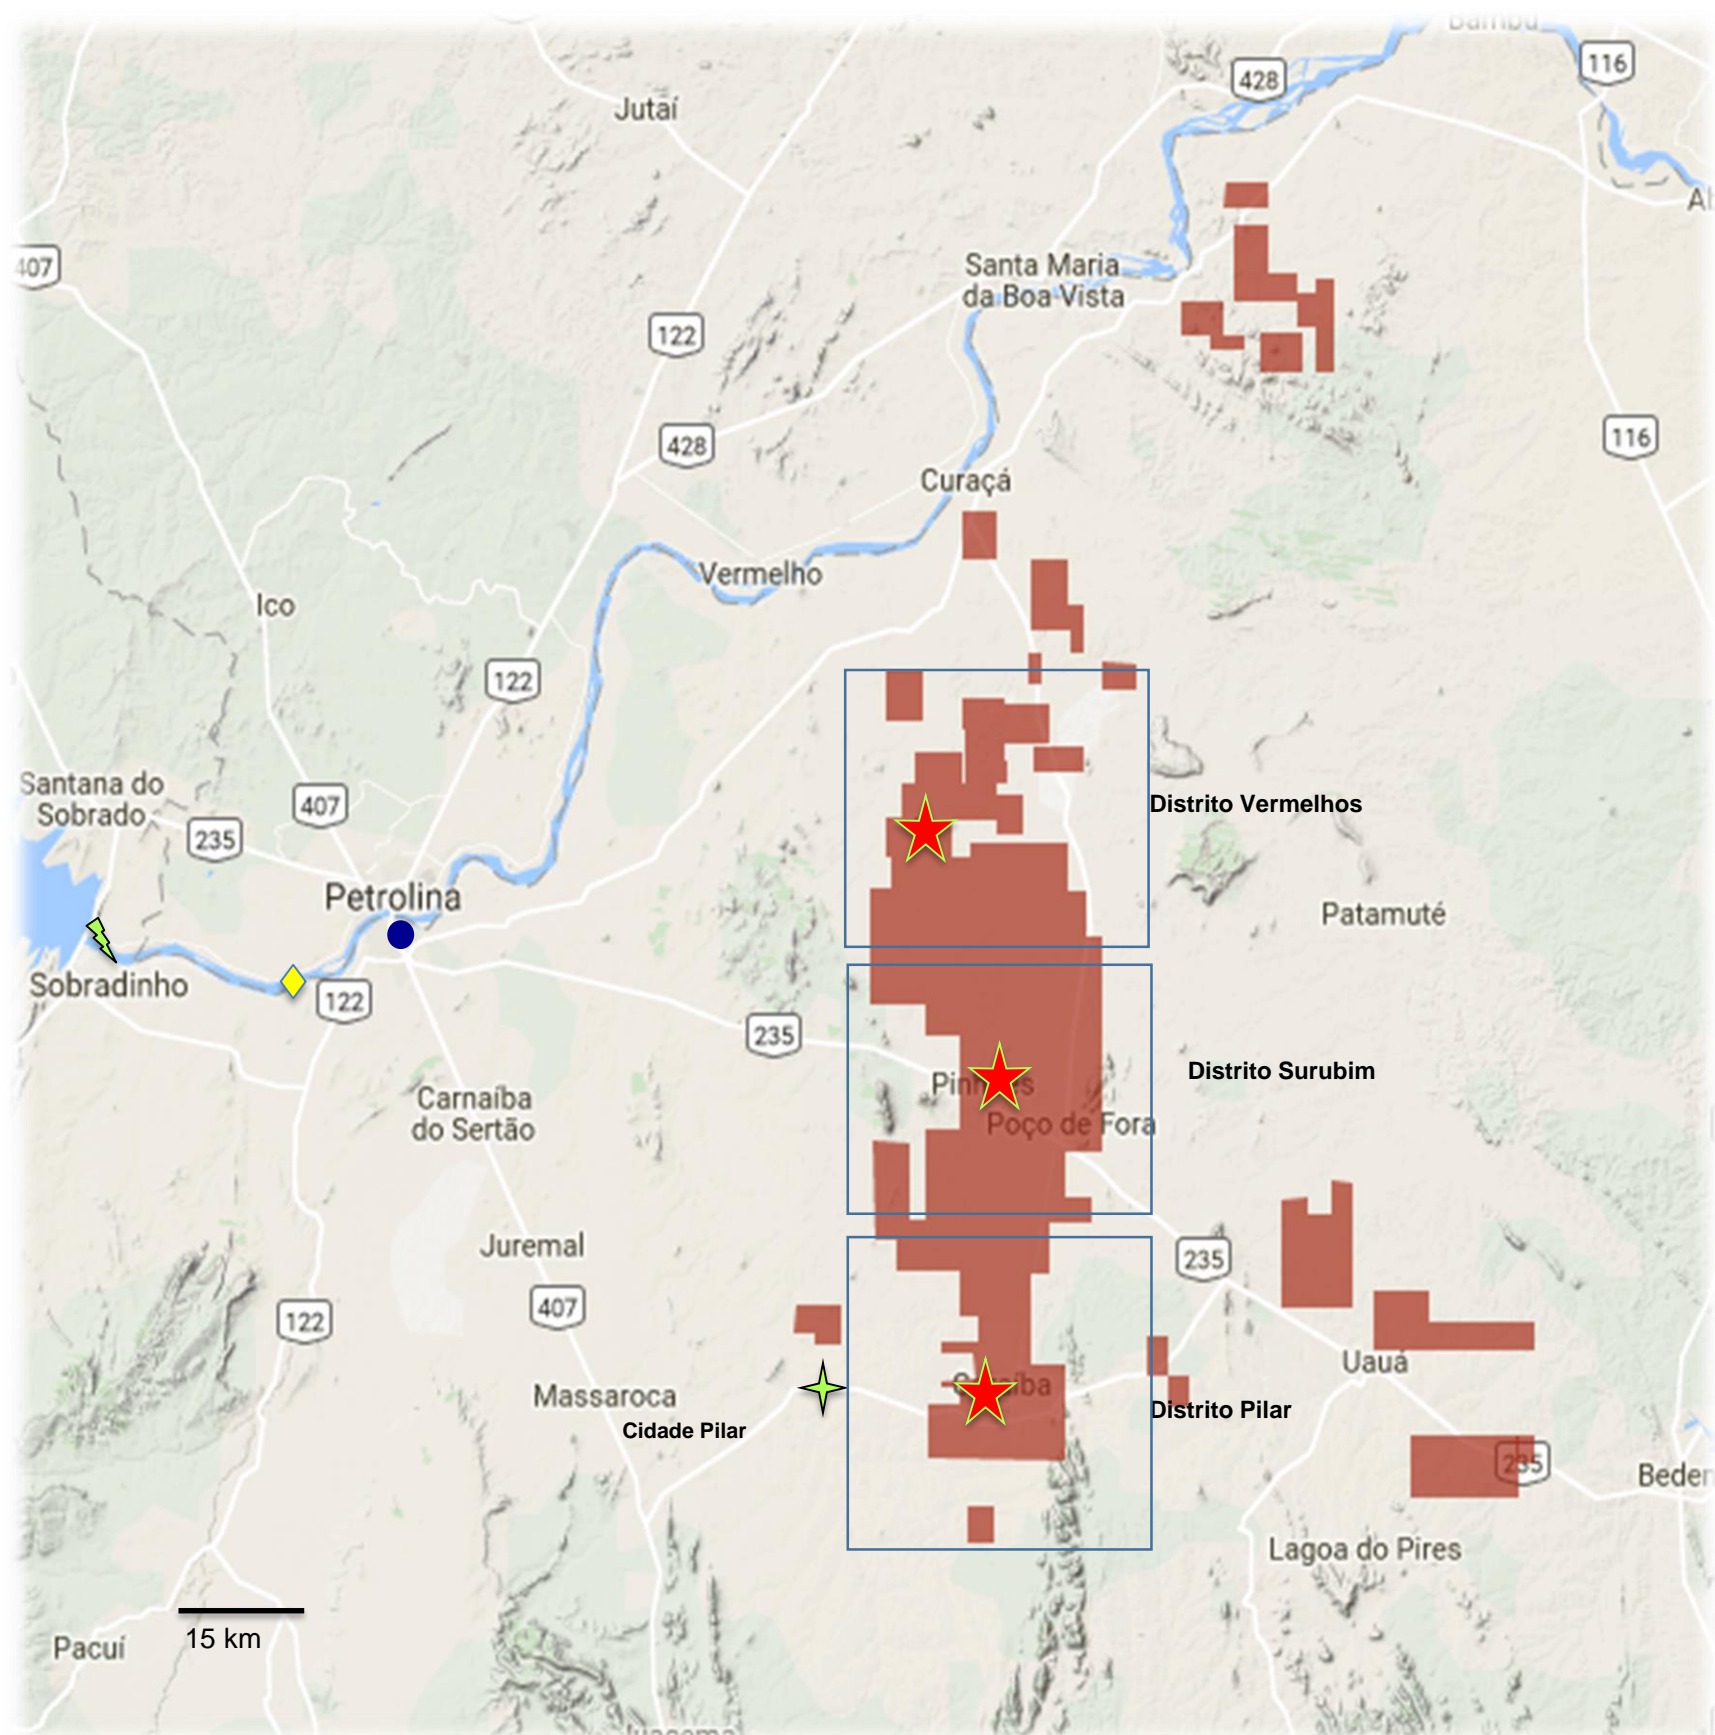 Bambu
116
428
Jutaí
407
Santa Maria
da Boa Vista
122
428
116
Curaçá
Vermelho
Ico
122
Santana do
Sobrado
407
235
Distrito Vermelhos
Petrolina
Patamuté
Sobradinho
122
235
Distrito Surubim
Carnaíba
do Sertão
Poço de Fora
Juremal
235
407
122
Uauá
Massaroca
Distrito Pilar
Cidade Pilar
235
Lagoa do Pires
15 km
Pacuí